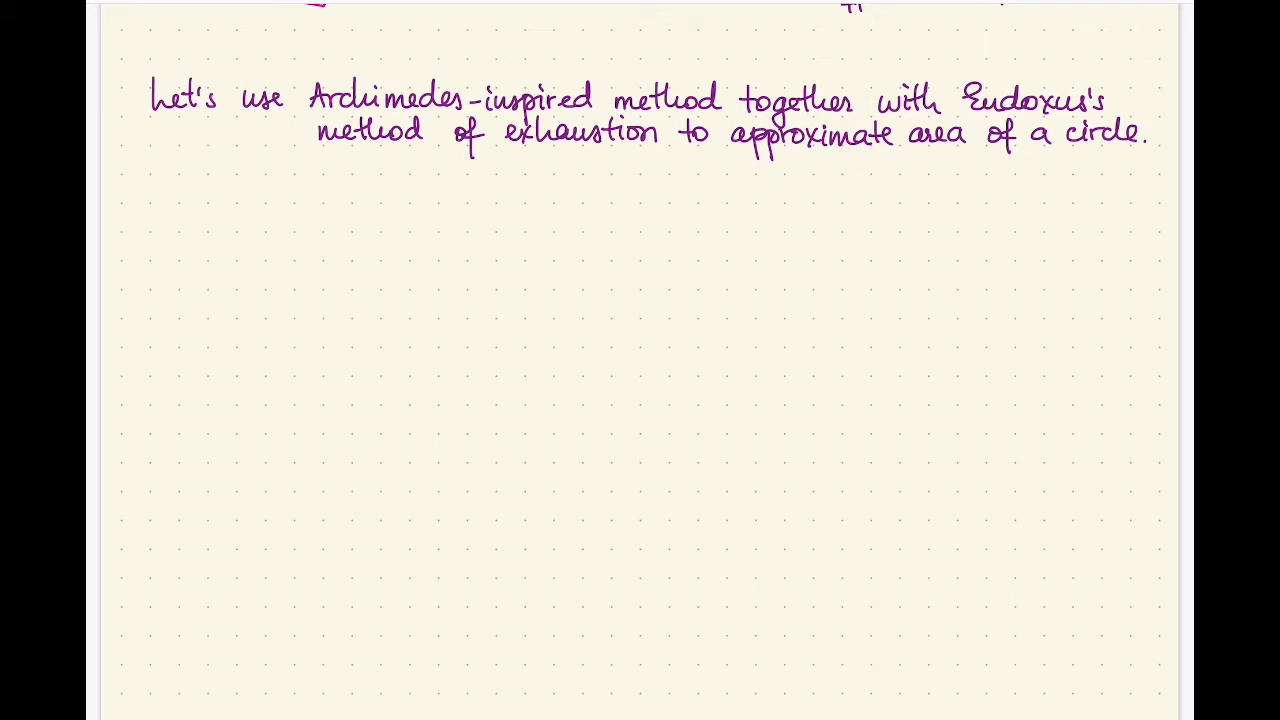 Let's use Archimedes-inspired method together with Eudoxus's
method of exhaustion to approximate area of a circle.